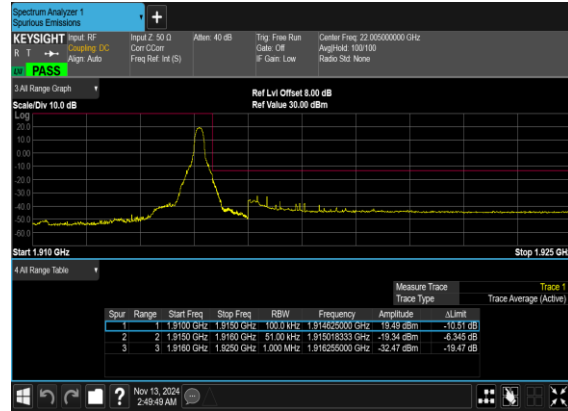 Spectrum Analyzer 1
Spurious Emissions
KEYSIGHT Input: RF Input Z: 50 Ω Atten: 40 dB Trig: Free Run Center Freq: 22.005000000 GHz
R T Coupling: DC Corr CCorr Gate: Off Avg|Hold: 100/100
Align: Auto Freq Ref: Int (S) IF Gain: Low Radio Std: None
PASS
3 All Range Graph
Ref Lvl Offset 8.00 dB
Scale/Div 10.0 dB Ref Value 30.00 dBm
Log
20.0
10.0
0.00
-10.0
-20.0
-30.0
-40.0
-50.0
-60.0
Start 1.910 GHz Stop 1.925 GHz
4 All Range Table
Measure Trace Trace 1
Trace Type Trace Average (Active)
Spur Range Start Freq Stop Freq RBW Frequency Amplitude ΔLimit
1 1 1.9100 GHz 1.9150 GHz 100.0 kHz 1.914625000 GHz 19.49 dBm -10.51 dB
2 2 1.9150 GHz 1.9160 GHz 51.00 kHz 1.915018333 GHz -19.34 dBm -6.345 dB
3 3 1.9160 GHz 1.9250 GHz 1.000 MHz 1.916255000 GHz -32.47 dBm -19.47 dB
Nov 13, 2024
2:49:49 AM